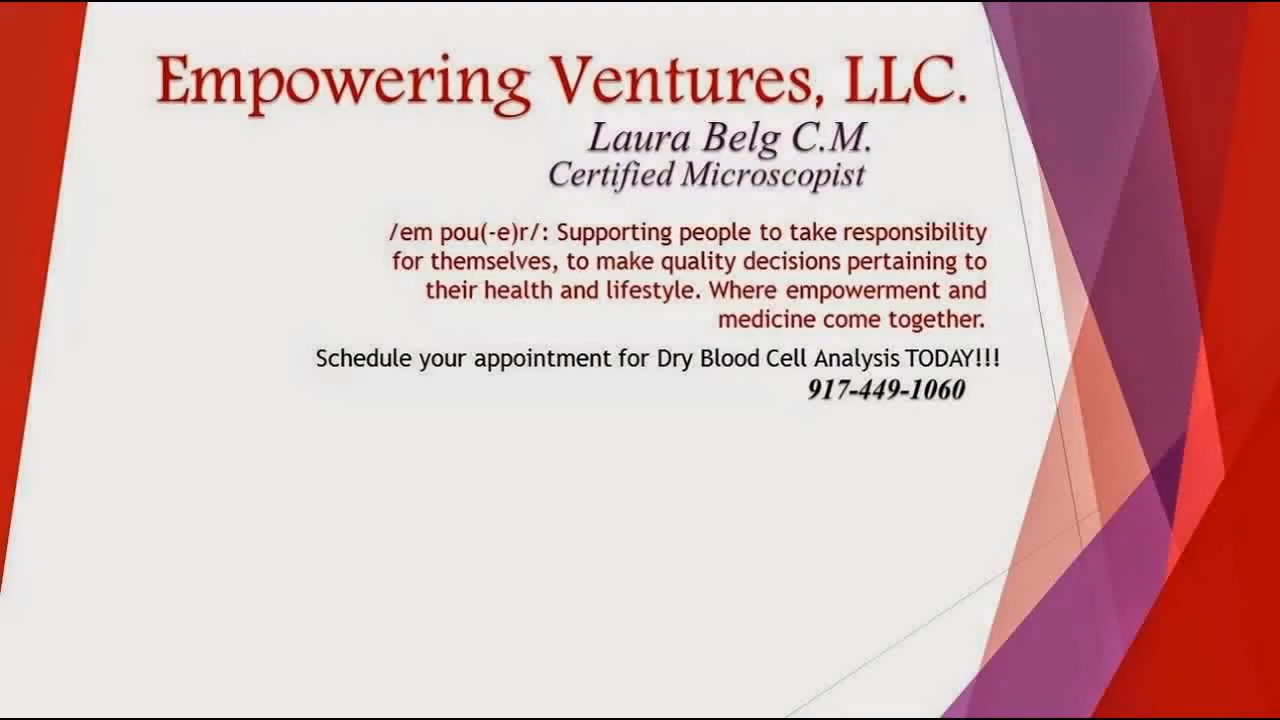 Empowering Ventures, LLC.
Laura Belg C.M.
Certified Microscopist
/em pou(-e)r/: Supporting people to take responsibility
for themselves, to make quality decisions pertaining to
their health and lifestyle. Where empowerment and
medicine come together.
Schedule your appointment for Dry Blood Cell Analysis TODAY!!!
917-449-1060